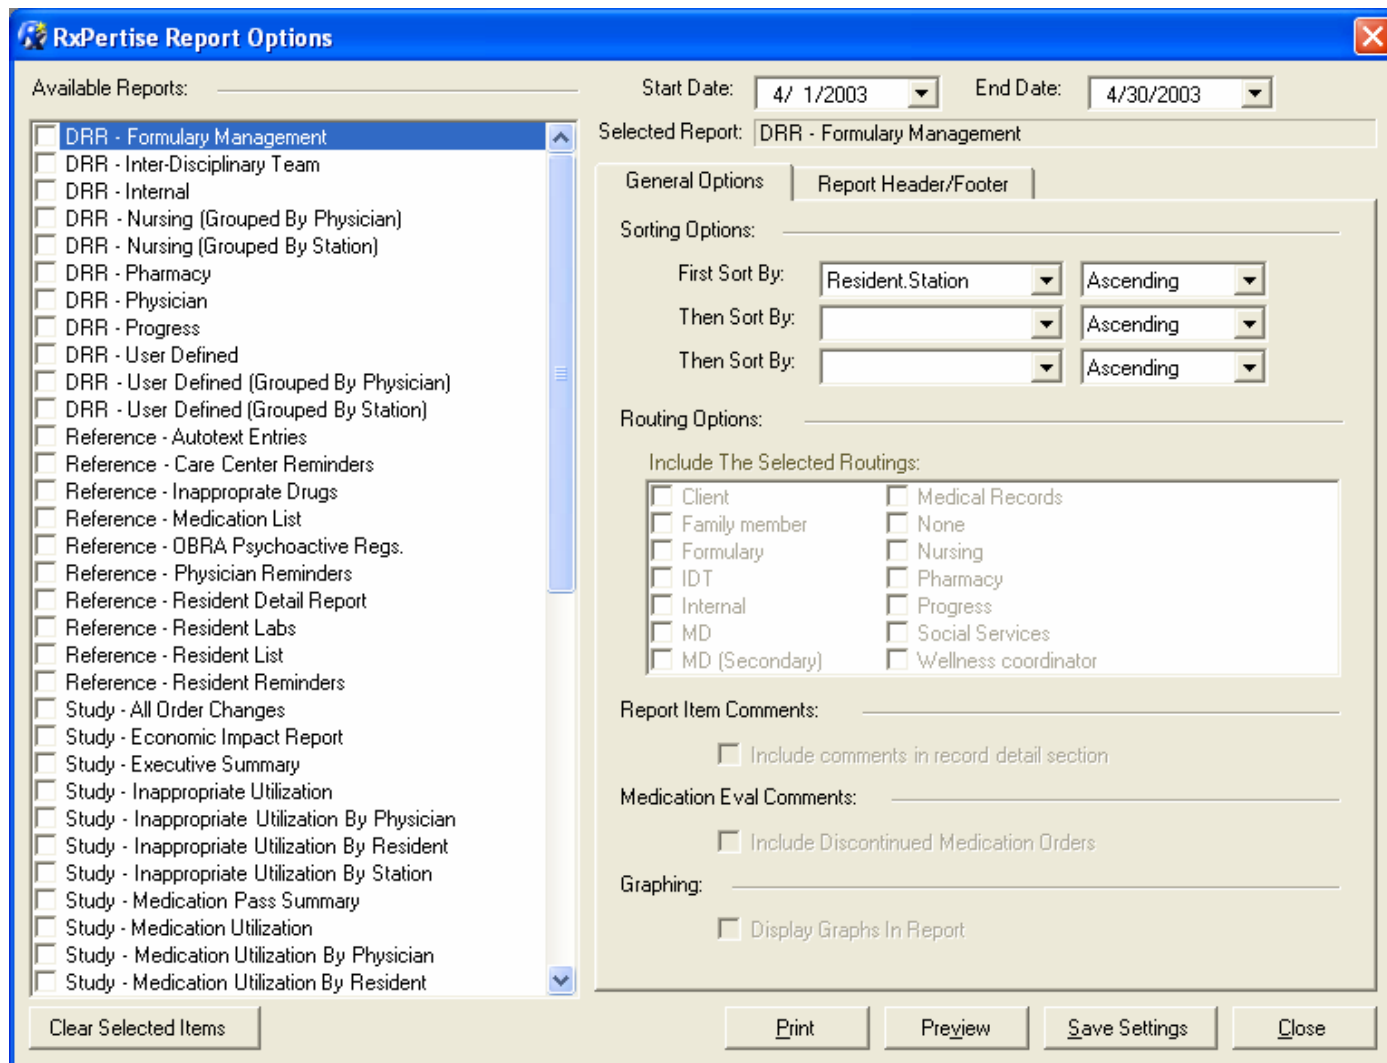 RxPertise Report Options
Available Reports:
DRR - Formulary Management
DRR - Inter-Disciplinary Team
DRR - Internal
DRR - Nursing (Grouped By Physician)
DRR - Nursing (Grouped By Station)
DRR - Pharmacy
DRR - Physician
DRR - Progress
DRR - User Defined
DRR - User Defined (Grouped By Physician)
DRR - User Defined (Grouped By Station)
Reference - Autotext Entries
Reference - Care Center Reminders
Reference - Inapproprate Drugs
Reference - Medication List
Reference - OBRA Psychoactive Regs.
Reference - Physician Reminders
Reference - Resident Detail Report
Reference - Resident Labs
Reference - Resident List
Reference - Resident Reminders
Study - All Order Changes
Study - Economic Impact Report
Study - Executive Summary
Study - Inappropriate Utilization
Study - Inappropriate Utilization By Physician
Study - Inappropriate Utilization By Resident
Study - Inappropriate Utilization By Station
Study - Medication Pass Summary
Study - Medication Utilization
Study - Medication Utilization By Physician
Study - Medication Utilization By Resident
Clear Selected Items
Start Date: 4/ 1/2003 End Date: 4/30/2003
Selected Report: DRR - Formulary Management
General Options Report Header/Footer
Sorting Options:
First Sort By: Resident.Station Ascending
Then Sort By: Ascending
Then Sort By: Ascending
Routing Options:
Include The Selected Routings:
Client Medical Records
Family member None
Formulary Nursing
IDT Pharmacy
Internal Progress
MD Social Services
MD (Secondary) Wellness coordinator
Report Item Comments:
Include comments in record detail section
Medication Eval Comments:
Include Discontinued Medication Orders
Graphing:
Display Graphs In Report
Print Preview Save Settings Close